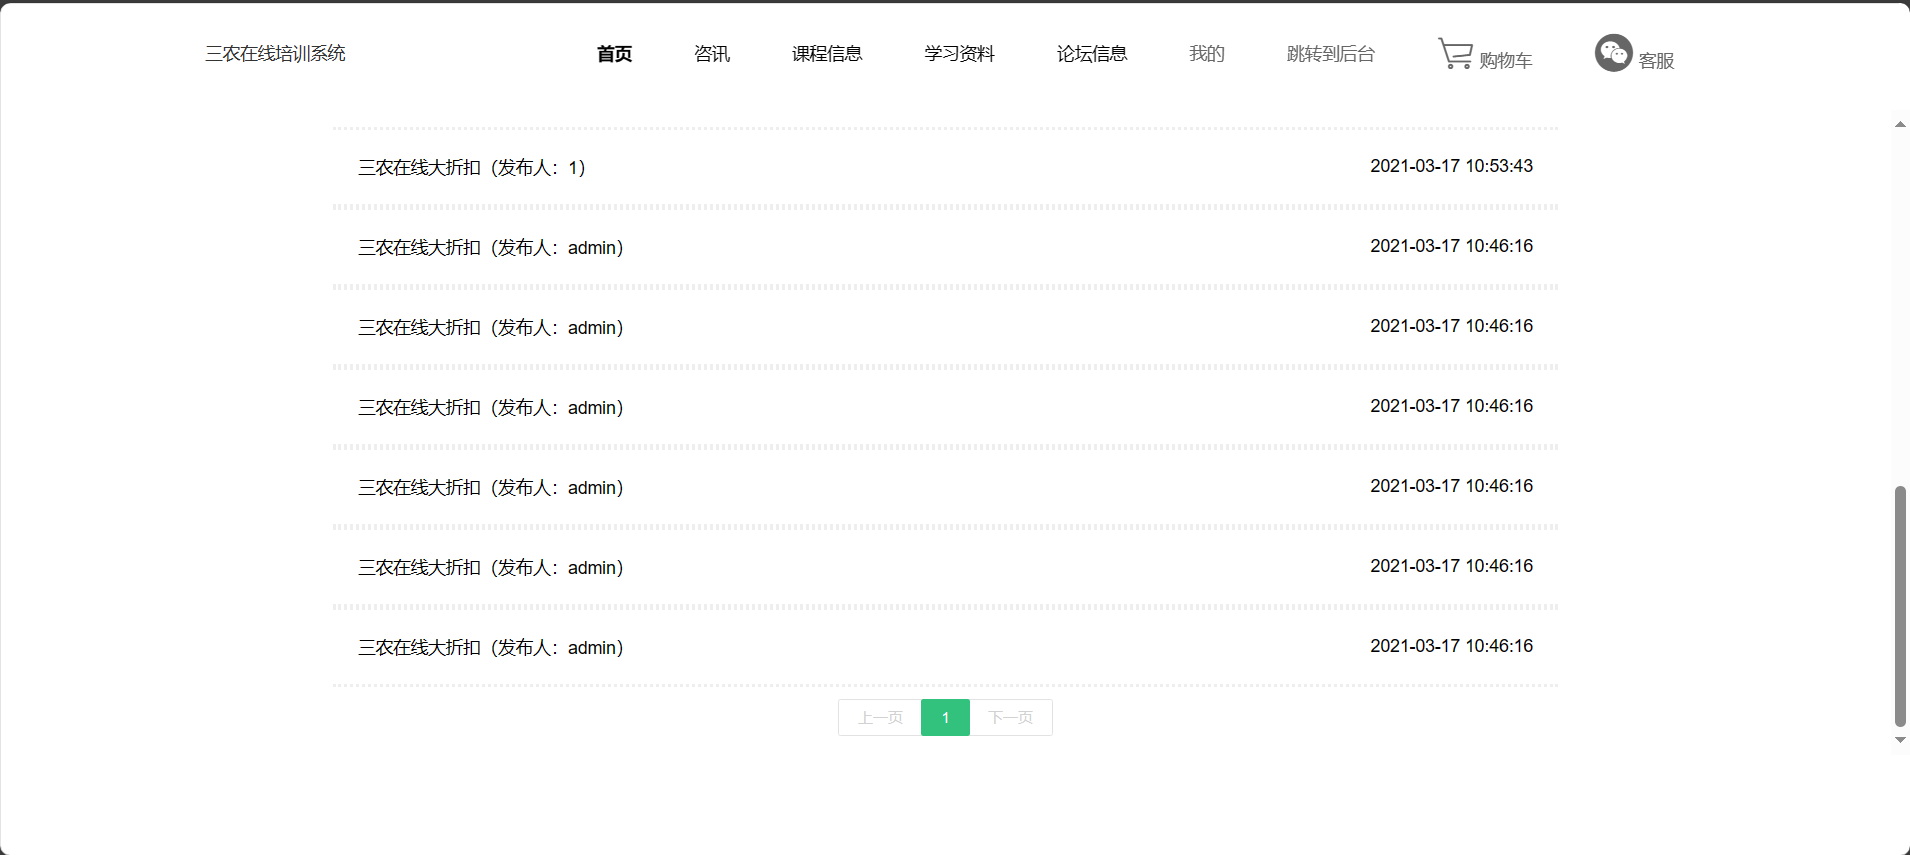 三农在线培训系统 首页 咨讯 课程信息 学习资料 论坛信息 我的 跳转到后台 购物车 客服
三农在线大折扣（发布人：1） 2021-03-17 10:53:43
三农在线大折扣（发布人：admin） 2021-03-17 10:46:16
三农在线大折扣（发布人：admin） 2021-03-17 10:46:16
三农在线大折扣（发布人：admin） 2021-03-17 10:46:16
三农在线大折扣（发布人：admin） 2021-03-17 10:46:16
三农在线大折扣（发布人：admin） 2021-03-17 10:46:16
三农在线大折扣（发布人：admin） 2021-03-17 10:46:16
上一页 1 下一页